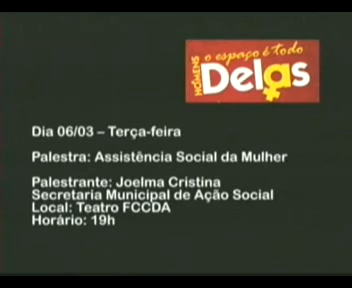 o espaço é todo
HOMENS
Delas
Dia 06/03 – Terça-feira
Palestra: Assistência Social da Mulher
Palestrante: Joelma Cristina
Secretaria Municipal de Ação Social
Local: Teatro FCCDA
Horário: 19h